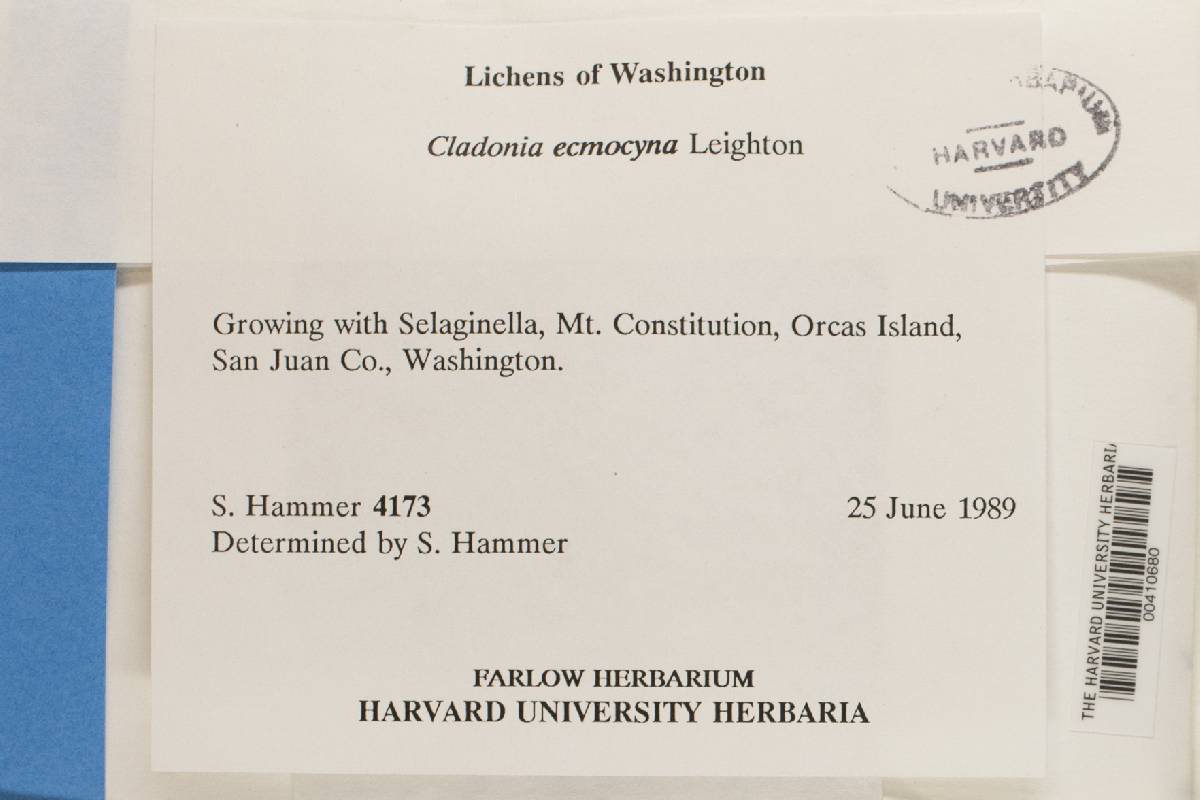 Lichens of Washington
Cladonia ecmocyna Leighton
HARVARD
UNIVERSITY
Growing with Selaginella, Mt. Constitution, Orcas Island,
San Juan Co., Washington.
S. Hammer 4173
25 June 1989
Determined by S. Hammer
FARLOW HERBARIUM
HARVARD UNIVERSITY HERBARIA
THE HARVARD UNIVERSITY HERBARIA
00410680